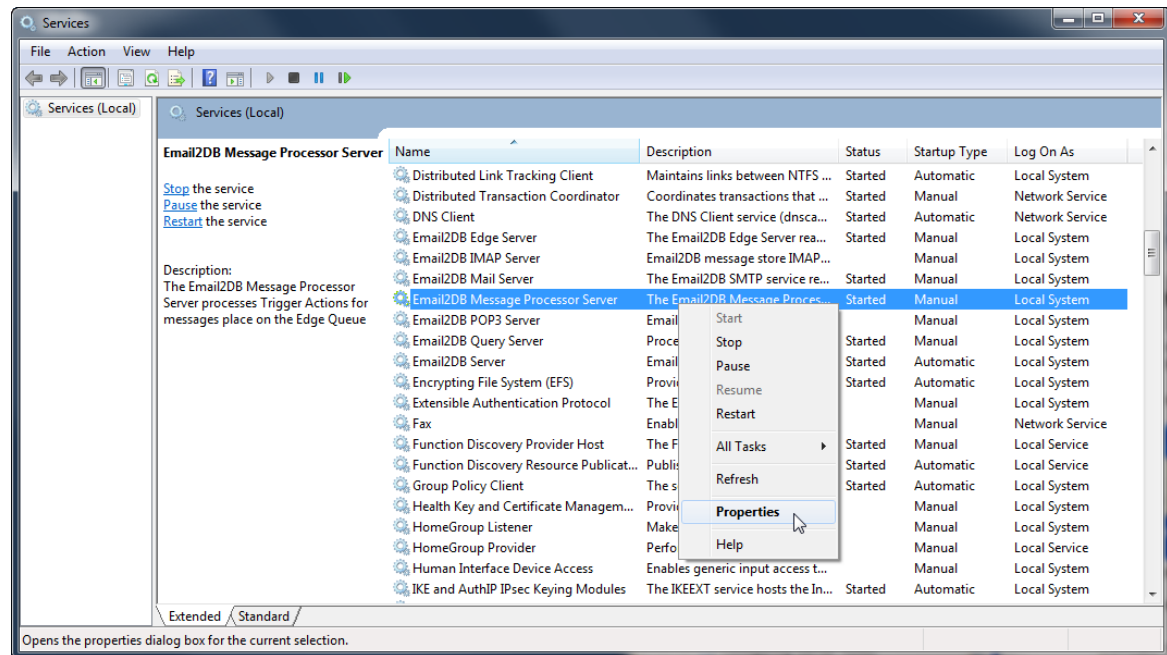 Services
File Action View Help
Services (Local)
Services (Local)
Email2DB Message Processor Server
Stop the service
Pause the service
Restart the service
Description:
The Email2DB Message Processor
Server processes Trigger Actions for
messages place on the Edge Queue
Name Description Status Startup Type Log On As
Distributed Link Tracking Client Maintains links between NTFS ... Started Automatic Local System
Distributed Transaction Coordinator Coordinates transactions that ... Started Manual Network Service
DNS Client The DNS Client service (dnsca... Started Automatic Network Service
Email2DB Edge Server The Email2DB Edge Server rea... Started Manual Local System
Email2DB IMAP Server Email2DB message store IMAP... Manual Local System
Email2DB Mail Server The Email2DB SMTP service re... Started Manual Local System
Email2DB Message Processor Server The Email2DB Message Proces... Started Manual Local System
Email2DB POP3 Server Email Manual Local System
Email2DB Query Server Proce Started Manual Local System
Email2DB Server Email Started Automatic Local System
Encrypting File System (EFS) Provi Started Automatic Local System
Extensible Authentication Protocol The E Manual Local System
Fax Enabl Manual Network Service
Function Discovery Provider Host The F Started Manual Local Service
Function Discovery Resource Publicat... Publis Started Automatic Local Service
Group Policy Client The s Started Automatic Local System
Health Key and Certificate Managem... Provi Manual Local System
HomeGroup Listener Make Manual Local System
HomeGroup Provider Perfo Manual Local Service
Human Interface Device Access Enables generic input access t... Manual Local System
IKE and AuthIP IPsec Keying Modules The IKEEXT service hosts the In... Started Automatic Local System
Start
Stop
Pause
Resume
Restart
All Tasks
Refresh
Properties
Help
Extended Standard
Opens the properties dialog box for the current selection.